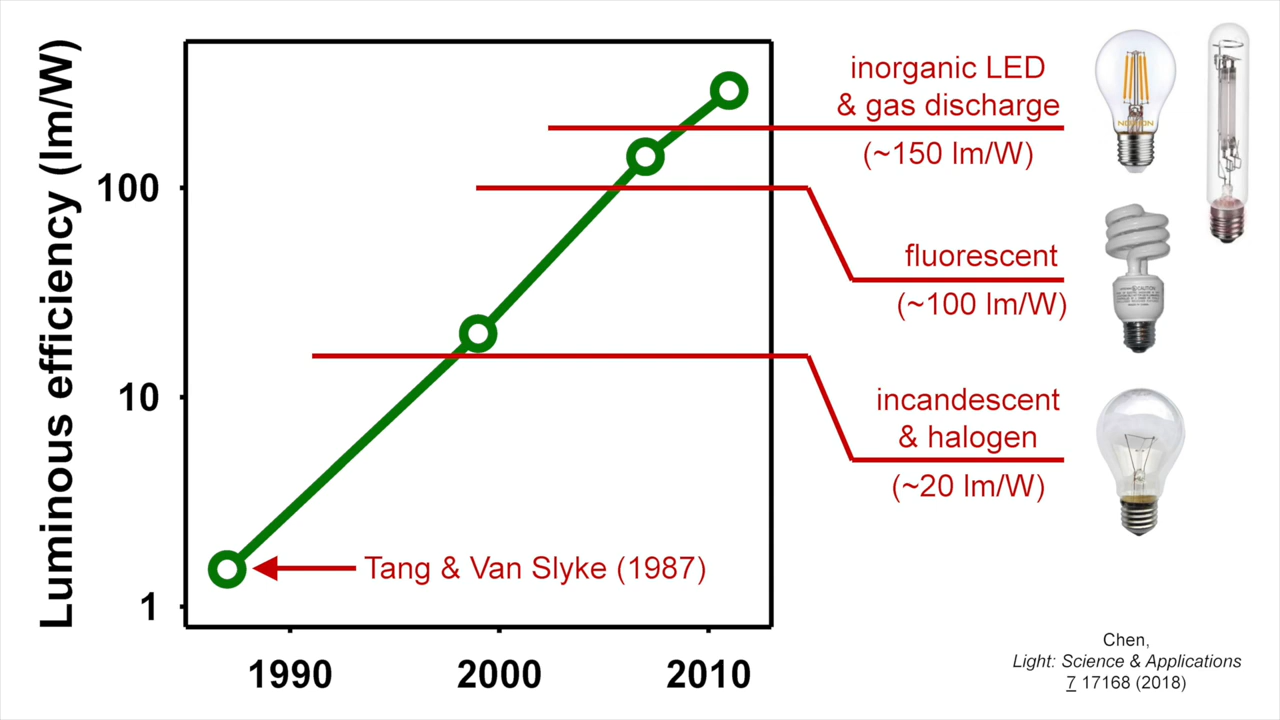 Luminous efficiency (lm/W)
100
10
1
1990
2000
2010
Tang & Van Slyke (1987)
inorganic LED
& gas discharge
(~150 lm/W)
fluorescent
(~100 lm/W)
incandescent
& halogen
(~20 lm/W)
Chen,
Light: Science & Applications
7 17168 (2018)